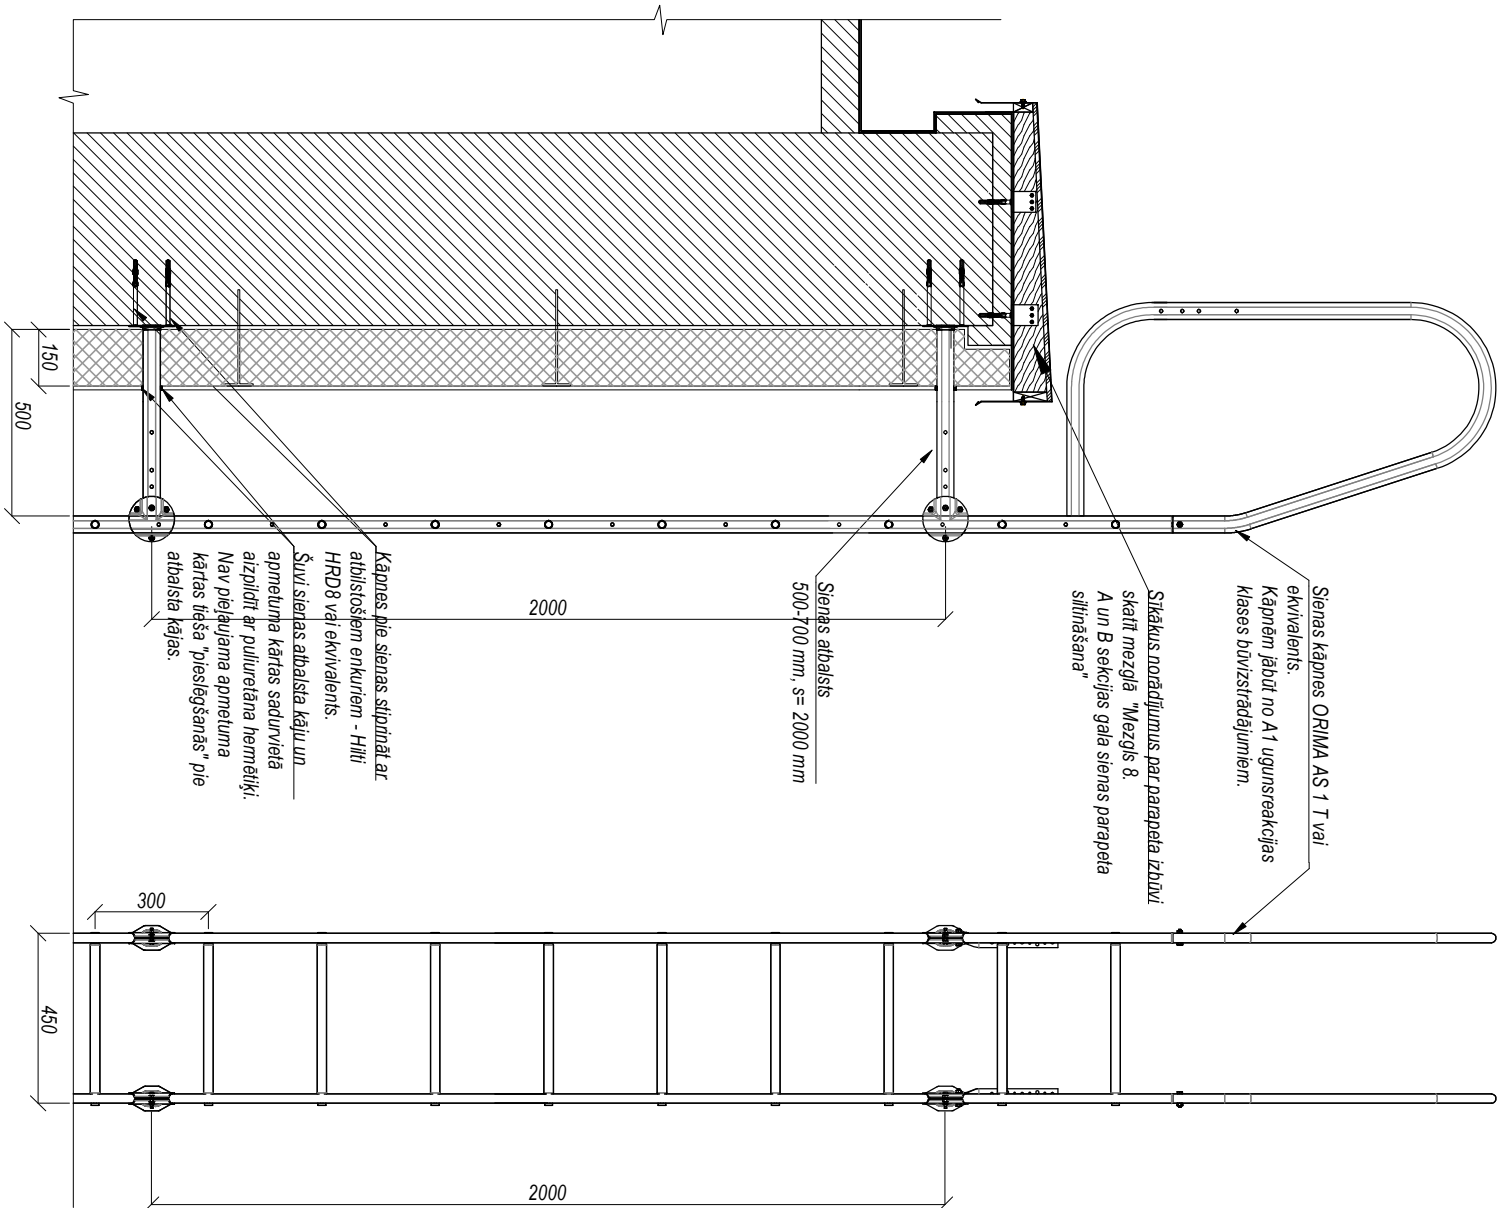 Sienas kāpnes ORIMA AS 1 T vai
ekvivalents.
Kāpnēm jābūt no A1 ugunsreakcijas
klases būvizstrādājumiem.
Sīkākus norādījumus par parapeta izbūvi
skatīt mezglā "Mezgls 8.
A un B sekcijas gala sienas parapeta
siltināšana"
Sienas atbalsts
500-700 mm, s= 2000 mm
Kāpnes pie sienas stiprināt ar
atbilstošiem enkuriem - Hilti
HRD8 vai ekvivalents.
Šuvi sienas atbalsta kāju un
apmetuma kārtas sadurvietā
aizpildīt ar puliuretāna hermētiķi.
Nav pieļaujama apmetuma
kārtas tieša "pieslēgšanās" pie
atbalsta kājas.
150
500
2000
300
450
2000